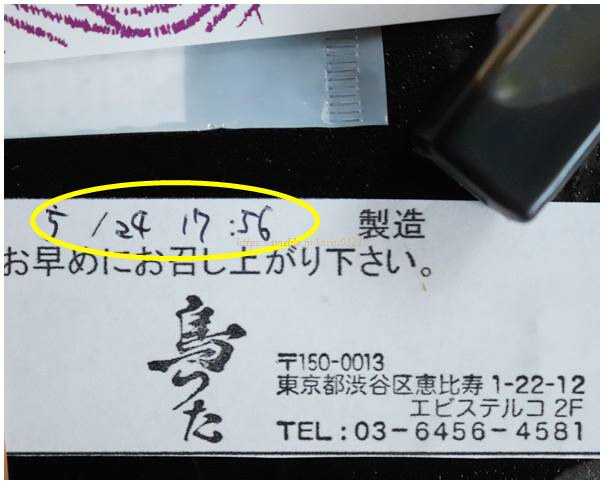 5/24 17:56 製造
お早めにお召し上がり下さい。
鳥つた
〒150-0013
東京都渋谷区恵比寿1-22-12
エビステルコ 2F
TEL:03-6456-4581